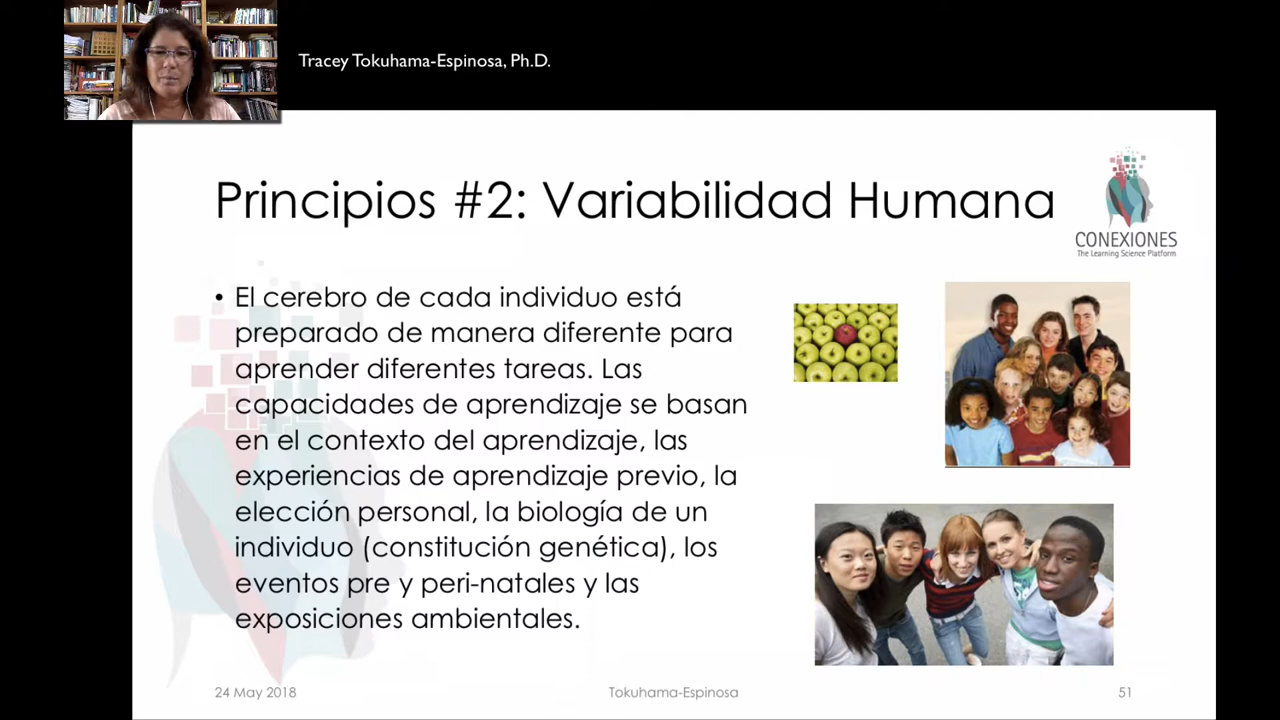 Tracey Tokuhama-Espinosa, Ph.D.
Principios #2: Variabilidad Humana
CONEXIONES
The Learning Science Platform
• El cerebro de cada individuo está
preparado de manera diferente para
aprender diferentes tareas. Las
capacidades de aprendizaje se basan
en el contexto del aprendizaje, las
experiencias de aprendizaje previo, la
elección personal, la biología de un
individuo (constitución genética), los
eventos pre y peri-natales y las
exposiciones ambientales.
24 May 2018
Tokuhama-Espinosa
51